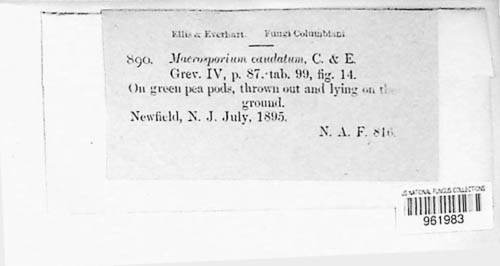 Ellis & Everhart. Fungi Columbiani
890. Macrosporium caudatum, C. & E.
Grev. IV, p. 87. tab. 99, fig. 14.
On green pea pods, thrown out and lying on the
ground.
Newfield, N. J. July, 1895.
N. A. F. 816.
US NATIONAL FUNGUS COLLECTIONS
961983